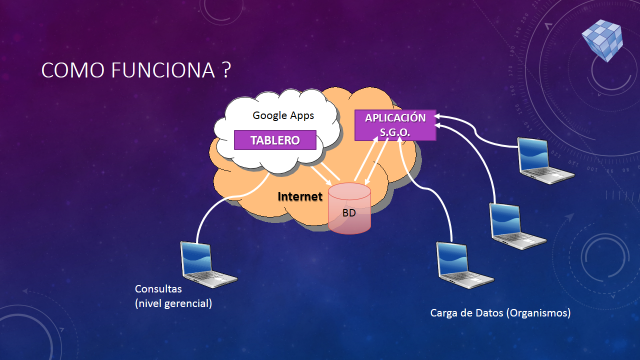 COMO FUNCIONA ?
Google Apps
TABLERO
APLICACIÓN
S.G.O.
Internet
BD
Consultas
(nivel gerencial)
Carga de Datos (Organismos)